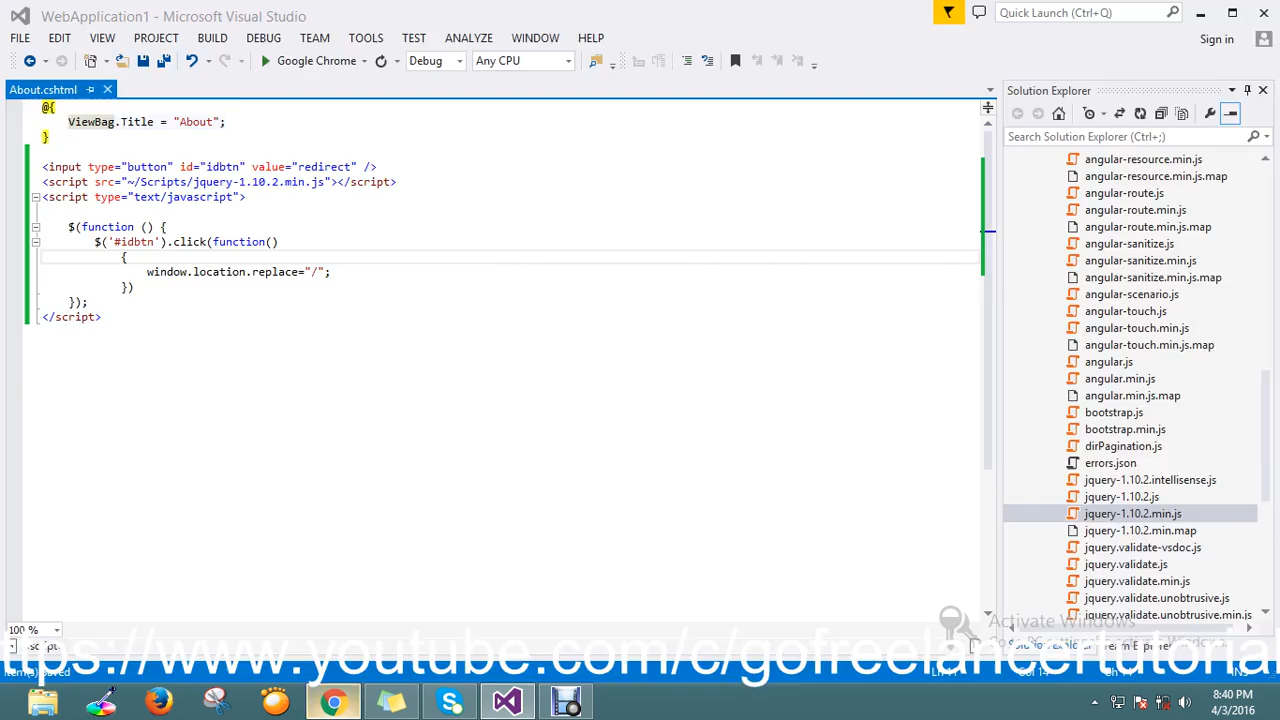 WebApplication1 - Microsoft Visual Studio
Quick Launch (Ctrl+Q)
FILE EDIT VIEW PROJECT BUILD DEBUG TEAM TOOLS TEST ANALYZE WINDOW HELP
Sign in
Google Chrome Debug Any CPU
About.cshtml
@{
ViewBag.Title = "About";
}
<input type="button" id="idbtn" value="redirect" />
<script src="~/Scripts/jquery-1.10.2.min.js"></script>
<script type="text/javascript">
$(function () {
$('#idbtn').click(function()
{
window.location.replace="/";
})
});
</script>
Solution Explorer
Search Solution Explorer (Ctrl+;)
angular-resource.min.js
angular-resource.min.js.map
angular-route.js
angular-route.min.js
angular-route.min.js.map
angular-sanitize.js
angular-sanitize.min.js
angular-sanitize.min.js.map
angular-scenario.js
angular-touch.js
angular-touch.min.js
angular-touch.min.js.map
angular.js
angular.min.js
angular.min.js.map
bootstrap.js
bootstrap.min.js
dirPagination.js
errors.json
jquery-1.10.2.intellisense.js
jquery-1.10.2.js
jquery-1.10.2.min.js
jquery-1.10.2.min.map
jquery.validate-vsdoc.js
jquery.validate.js
jquery.validate.min.js
jquery.validate.unobtrusive.js
jquery.validate.unobtrusive.min.js
Activate Windows
100 %
ttps://www.youtube.com/c/gofreelancertutorial
8:40 PM
4/3/2016